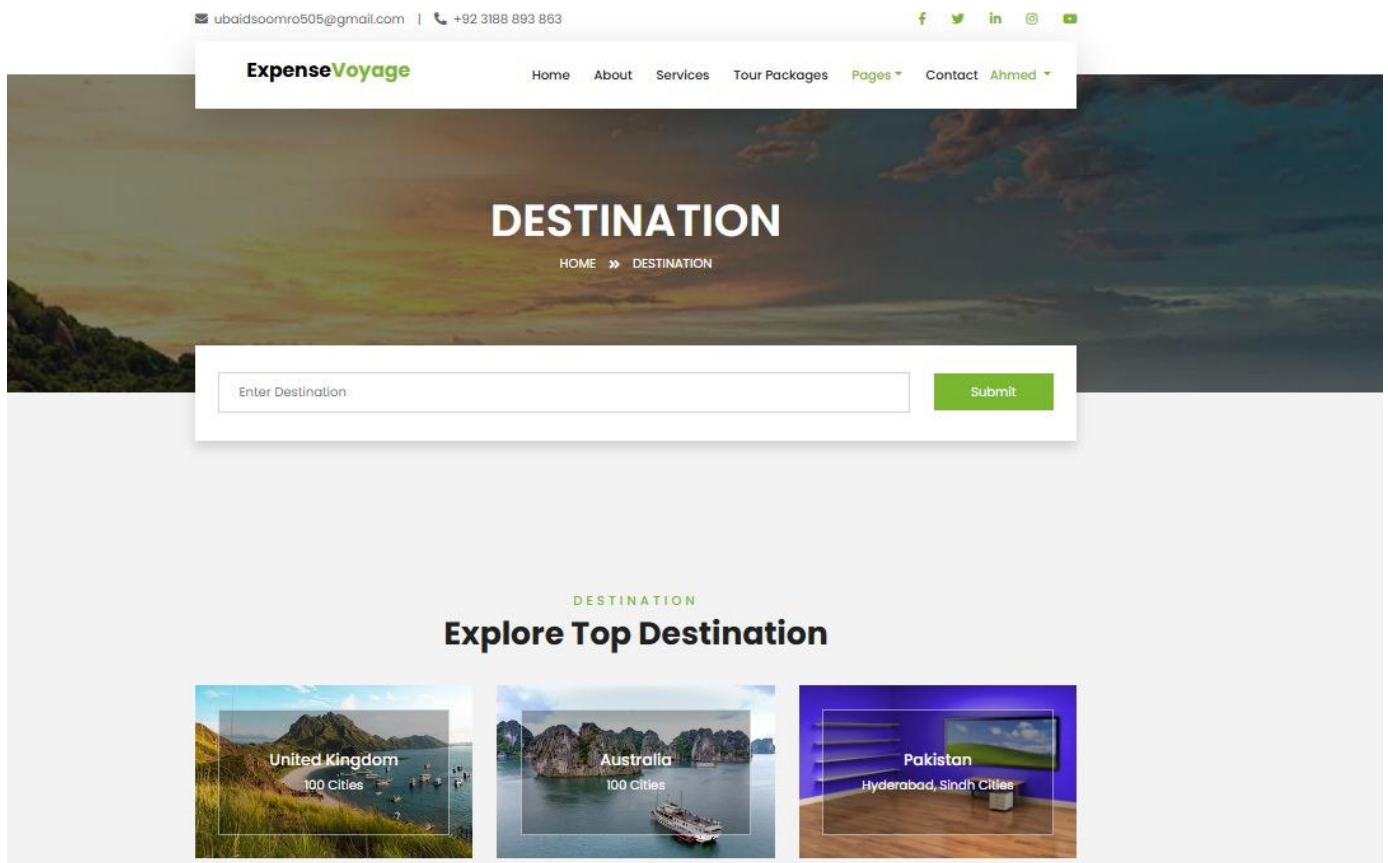 ubaidsoomro505@gmail.com | +92 3188 893 863
ExpenseVoyage
Home About Services Tour Packages Pages Contact Ahmed
DESTINATION
HOME » DESTINATION
Enter Destination
Submit
DESTINATION
Explore Top Destination
United Kingdom
100 Cities
Australia
100 Cities
Pakistan
Hyderabad, Sindh Cities